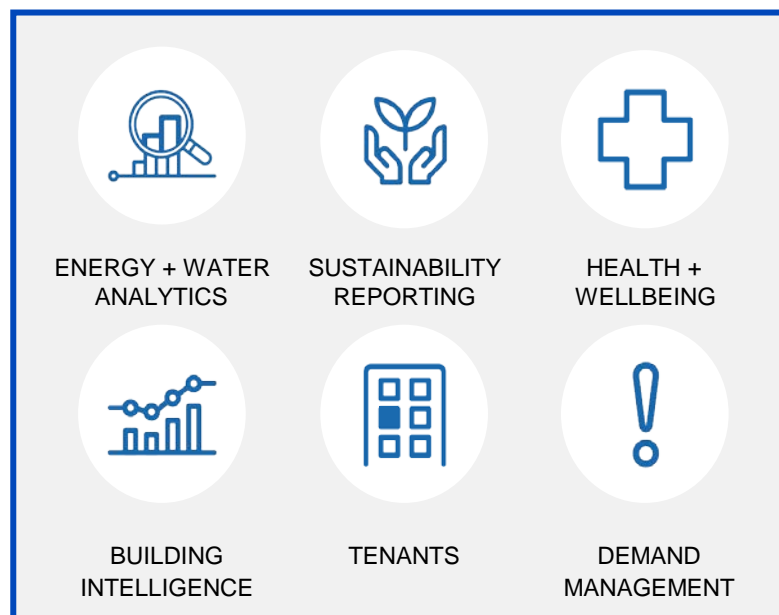 ENERGY + WATER
ANALYTICS
SUSTAINABILITY
REPORTING
HEALTH +
WELLBEING
BUILDING
INTELLIGENCE
TENANTS
DEMAND
MANAGEMENT